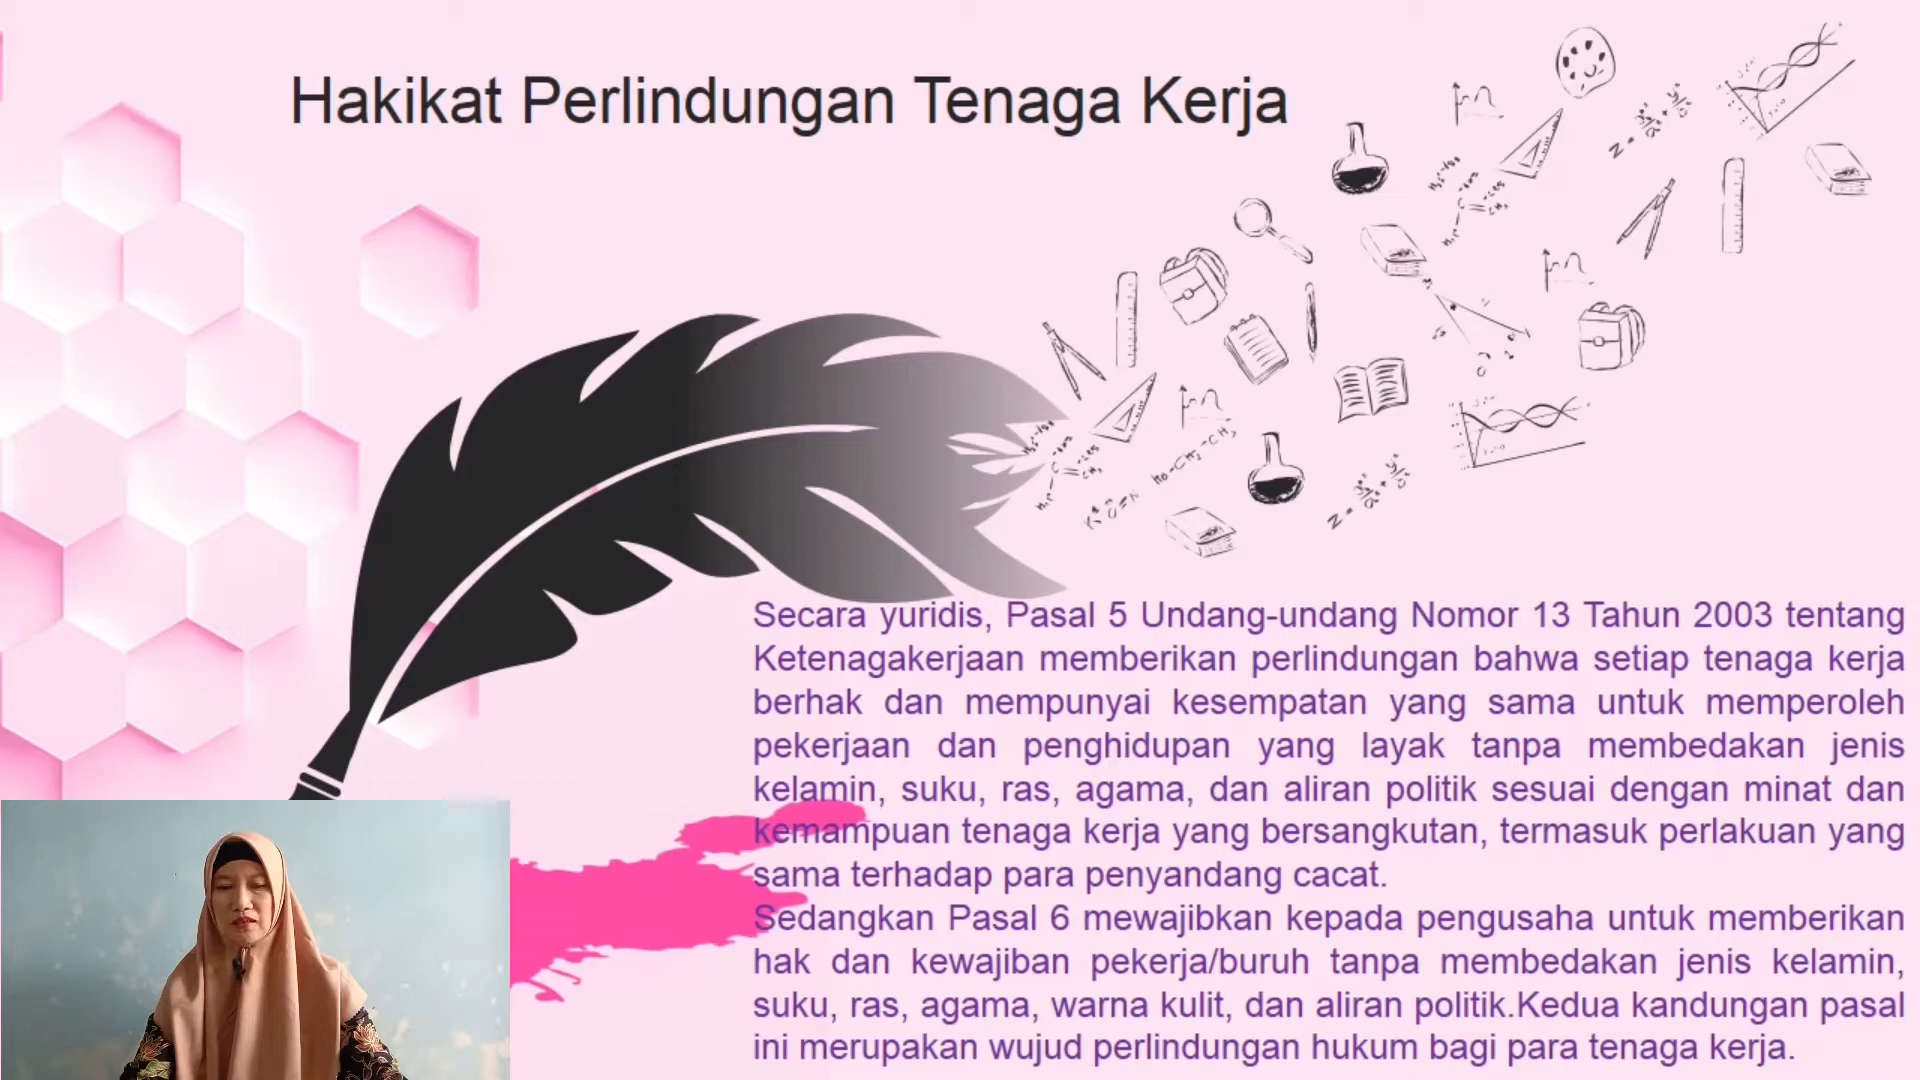 Hakikat Perlindungan Tenaga Kerja
Secara yuridis, Pasal 5 Undang-undang Nomor 13 Tahun 2003 tentang
Ketenagakerjaan memberikan perlindungan bahwa setiap tenaga kerja
berhak dan mempunyai kesempatan yang sama untuk memperoleh
pekerjaan dan penghidupan yang layak tanpa membedakan jenis
kelamin, suku, ras, agama, dan aliran politik sesuai dengan minat dan
kemampuan tenaga kerja yang bersangkutan, termasuk perlakuan yang
sama terhadap para penyandang cacat.
Sedangkan Pasal 6 mewajibkan kepada pengusaha untuk memberikan
hak dan kewajiban pekerja/buruh tanpa membedakan jenis kelamin,
suku, ras, agama, warna kulit, dan aliran politik.Kedua kandungan pasal
ini merupakan wujud perlindungan hukum bagi para tenaga kerja.